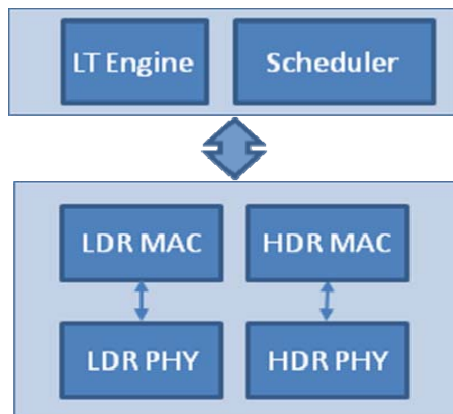 LT Engine
Scheduler
LDR MAC
HDR MAC
LDR PHY
HDR PHY